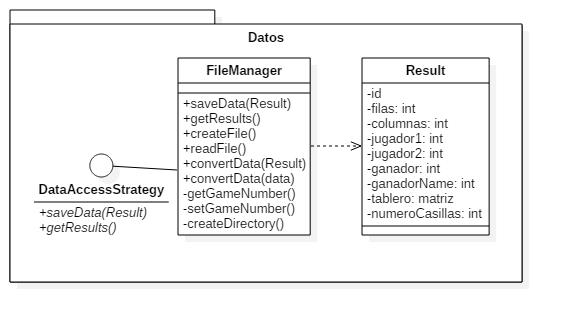 Datos
FileManager
+saveData(Result)
+getResults()
+createFile()
+readFile()
+convertData(Result)
+convertData(data)
-getGameNumber()
-setGameNumber()
-createDirectory()
Result
-id
-filas: int
-columnas: int
-jugador1: int
-jugador2: int
-ganador: int
-ganadorName: int
-tablero: matriz
-numeroCasillas: int
DataAccessStrategy
+saveData(Result)
+getResults()